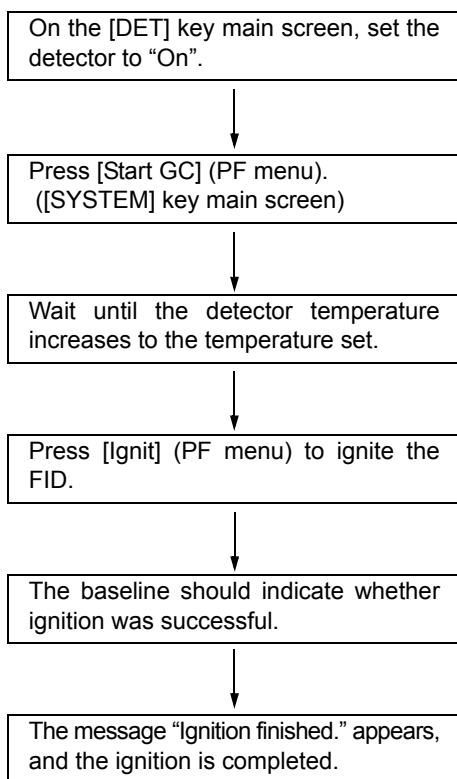 On the [DET] key main screen, set the
detector to “On”.
Press [Start GC] (PF menu).
([SYSTEM] key main screen)
Wait until the detector temperature
increases to the temperature set.
Press [Ignit] (PF menu) to ignite the
FID.
The baseline should indicate whether
ignition was successful.
The message “Ignition finished.” appears,
and the ignition is completed.